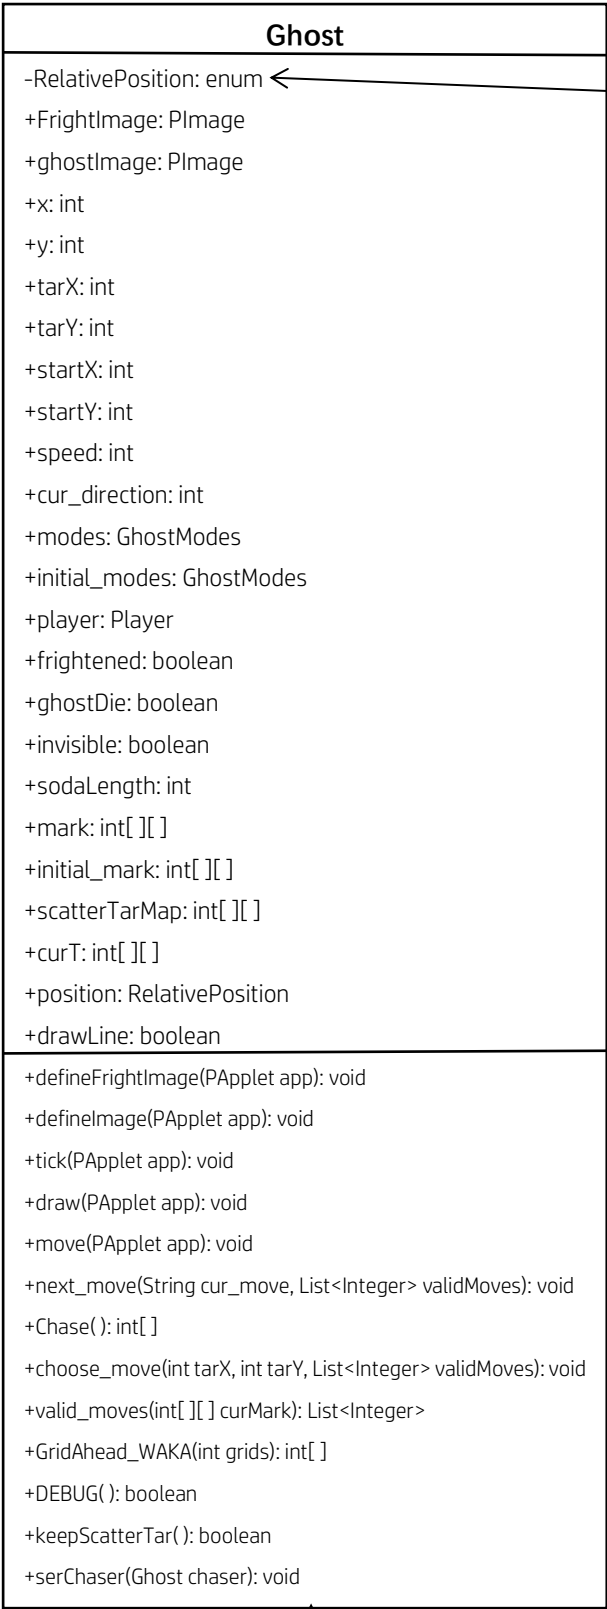 Ghost
-RelativePosition: enum
+FrightImage: PImage
+ghostImage: PImage
+x: int
+y: int
+tarX: int
+tarY: int
+startX: int
+startY: int
+speed: int
+cur_direction: int
+modes: GhostModes
+initial_modes: GhostModes
+player: Player
+frightened: boolean
+ghostDie: boolean
+invisible: boolean
+sodaLength: int
+mark: int[ ][ ]
+initial_mark: int[ ][ ]
+scatterTarMap: int[ ][ ]
+curT: int[ ][ ]
+position: RelativePosition
+drawLine: boolean
+defineFrightImage(PApplet app): void
+defineImage(PApplet app): void
+tick(PApplet app): void
+draw(PApplet app): void
+move(PApplet app): void
+next_move(String cur_move, List<Integer> validMoves): void
+Chase( ): int[ ]
+choose_move(int tarX, int tarY, List<Integer> validMoves): void
+valid_moves(int[ ][ ] curMark): List<Integer>
+GridAhead_WAKA(int grids): int[ ]
+DEBUG( ): boolean
+keepScatterTar( ): boolean
+serChaser(Ghost chaser): void